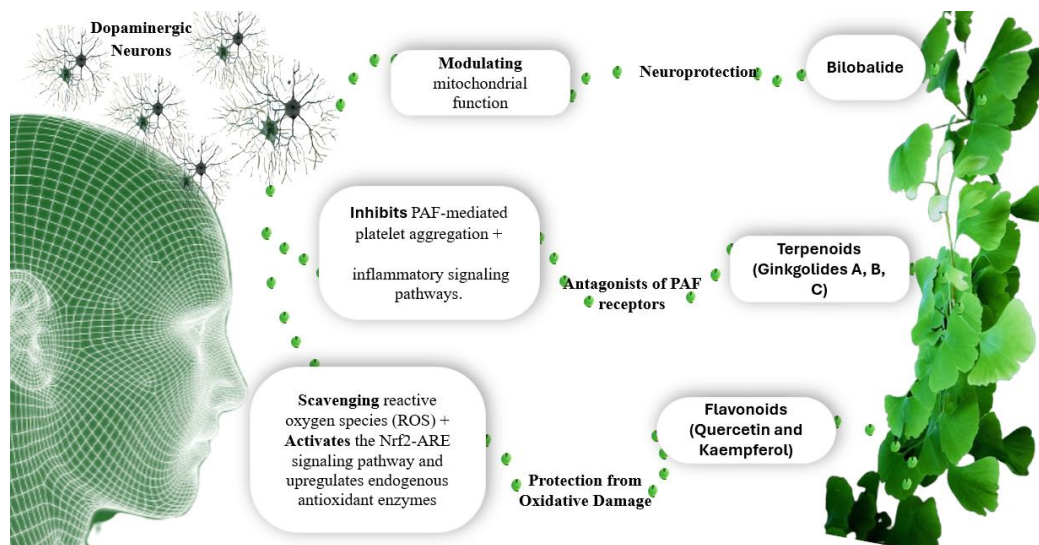 Dopaminergic
Neurons
Modulating
mitochondrial
function
Neuroprotection
Bilobalide
Inhibits PAF-mediated
platelet aggregation +
inflammatory signaling
pathways.
Antagonists of PAF
receptors
Terpenoids
(Ginkgolides A, B,
C)
Scavenging reactive
oxygen species (ROS) +
Activates the Nrf2-ARE
signaling pathway and
upregulates endogenous
antioxidant enzymes
Protection from
Oxidative Damage
Flavonoids
(Quercetin and
Kaempferol)